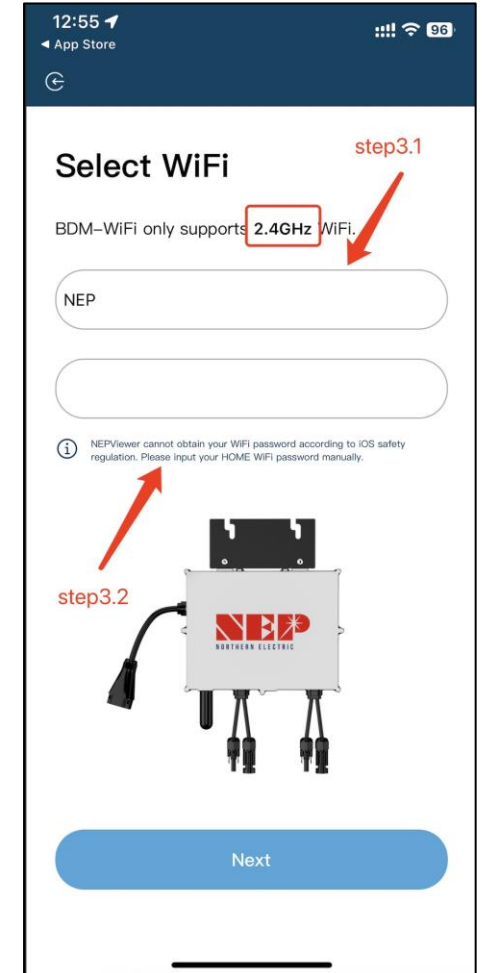 12:55
96
◀ App Store
step3.1
Select WiFi
BDM-WiFi only supports 2.4GHz WiFi.
NEP
NEPViewer cannot obtain your WiFi password according to iOS safety
regulation. Please input your HOME WiFi password manually.
step3.2
NEP
NORTHERN ELECTRIC
Next